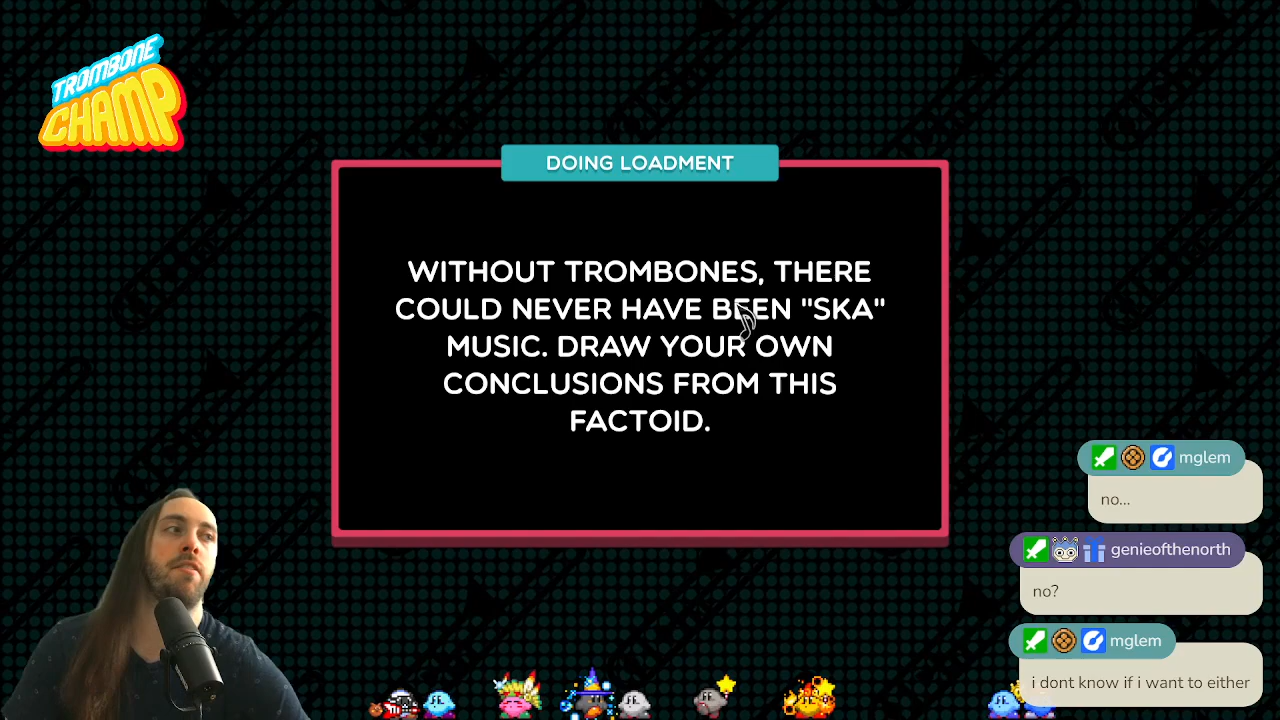 TROMBONE
CHAMP
DOING LOADMENT
WITHOUT TROMBONES, THERE
COULD NEVER HAVE BEEN "SKA"
MUSIC. DRAW YOUR OWN
CONCLUSIONS FROM THIS
FACTOID.
mglem
no...
genieofthenorth
no?
mglem
i dont know if i want to either